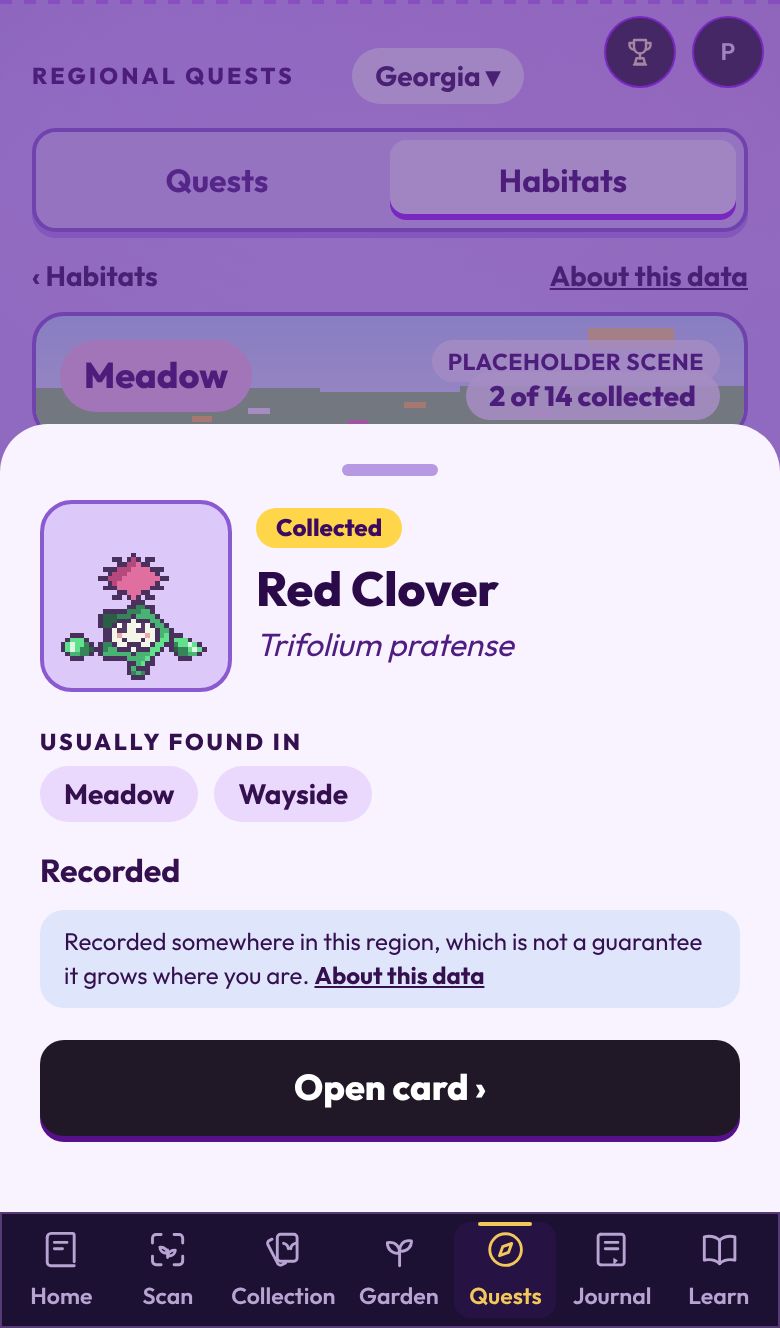 REGIONAL QUESTS
Georgia ▾
P
Quests
Habitats
‹ Habitats
About this data
Meadow
PLACEHOLDER SCENE
2 of 14 collected
Collected
Red Clover
Trifolium pratense
USUALLY FOUND IN
Meadow
Wayside
Recorded
Recorded somewhere in this region, which is not a guarantee
it grows where you are. About this data
Open card ›
Home
Scan
Collection
Garden
Quests
Journal
Learn